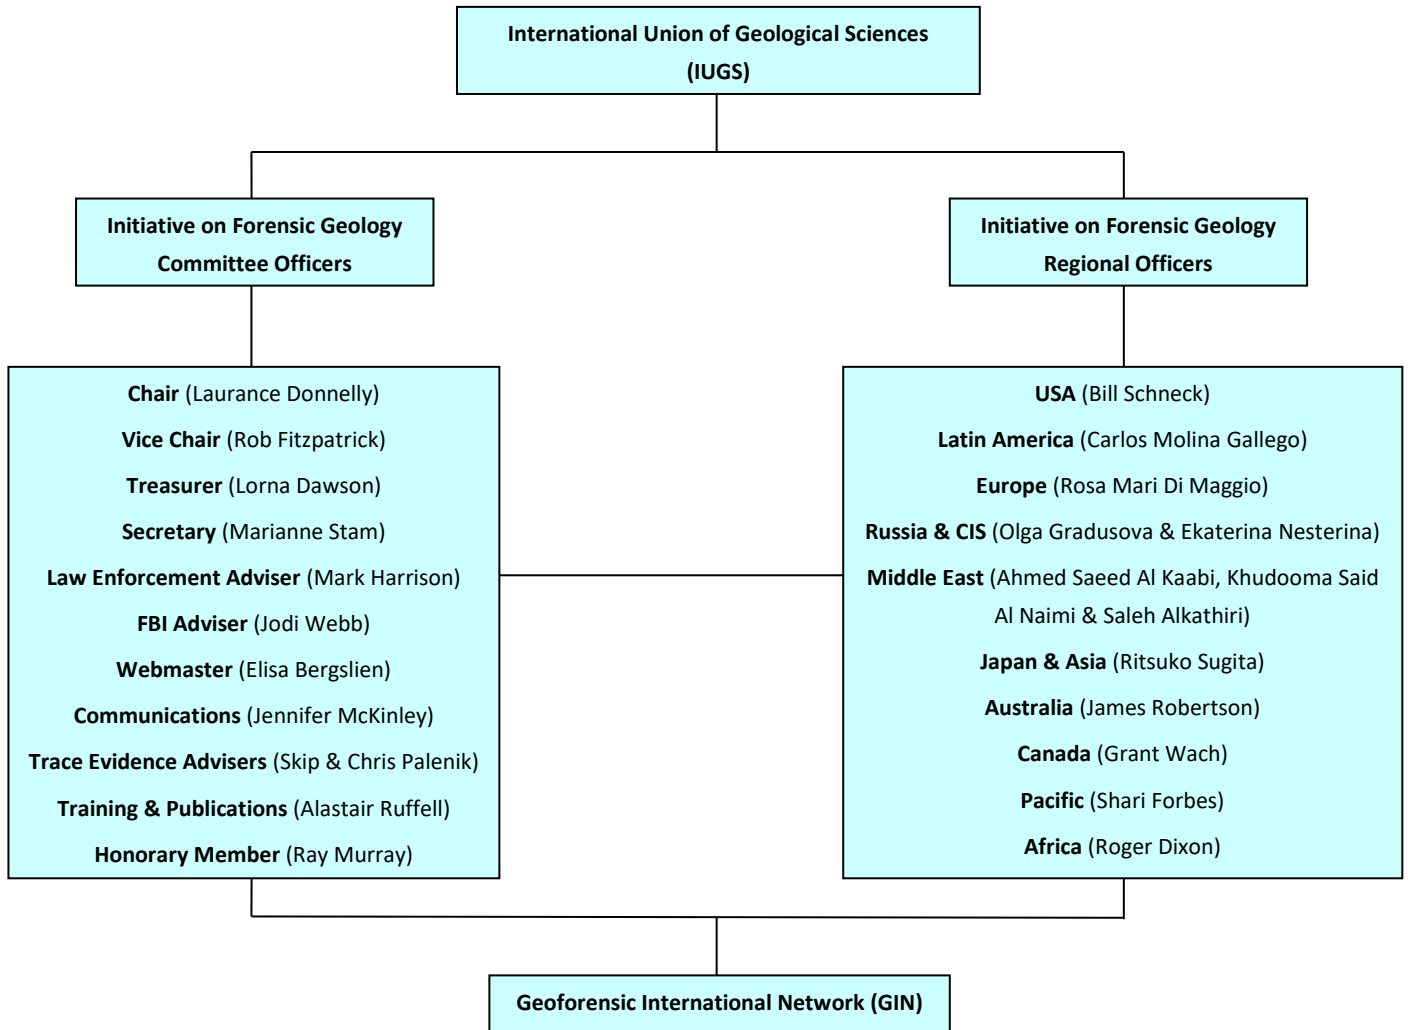 International Union of Geological Sciences
(IUGS)
Initiative on Forensic Geology
Committee Officers
Initiative on Forensic Geology
Regional Officers
Chair (Laurance Donnelly)
Vice Chair (Rob Fitzpatrick)
Treasurer (Lorna Dawson)
Secretary (Marianne Stam)
Law Enforcement Adviser (Mark Harrison)
FBI Adviser (Jodi Webb)
Webmaster (Elisa Bergslien)
Communications (Jennifer McKinley)
Trace Evidence Advisers (Skip & Chris Palenik)
Training & Publications (Alastair Ruffell)
Honorary Member (Ray Murray)
USA (Bill Schneck)
Latin America (Carlos Molina Gallego)
Europe (Rosa Mari Di Maggio)
Russia & CIS (Olga Gradusova & Ekaterina Nesterina)
Middle East (Ahmed Saeed Al Kaabi, Khudooma Said
Al Naimi & Saleh Alkathiri)
Japan & Asia (Ritsuko Sugita)
Australia (James Robertson)
Canada (Grant Wach)
Pacific (Shari Forbes)
Africa (Roger Dixon)
Geoforensic International Network (GIN)